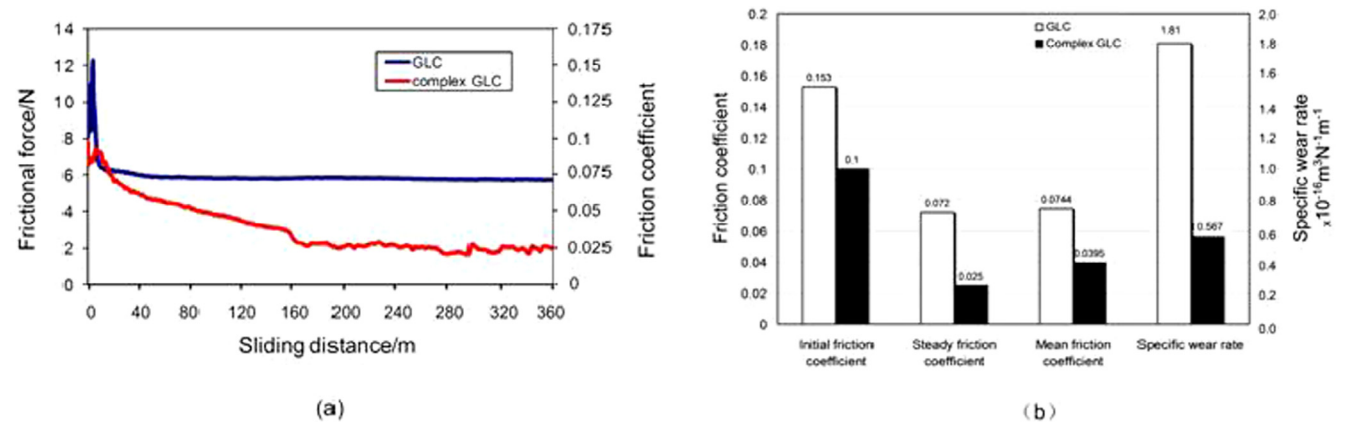 14
12
10
8
6
4
2
0
Frictional force/N
0.175
0.15
0.125
0.1
0.075
0.05
0.025
0
Friction coefficient
GLC
complex GLC
0 40 80 120 160 200 240 280 320 360
Sliding distance/m
(a)
0.2
0.18
0.16
0.14
0.12
0.1
0.08
0.06
0.04
0.02
0
Friction coefficient
2.0
1.8
1.6
1.4
1.2
1.0
0.8
0.6
0.4
0.2
0.0
Specific wear rate
x10⁻¹⁶m³N⁻¹m⁻¹
GLC
Complex GLC
0.153
0.1
0.072
0.025
0.0744
0.0395
1.81
0.567
Initial friction
coefficient
Steady friction
coefficient
Mean friction
coefficient
Specific wear rate
(b)